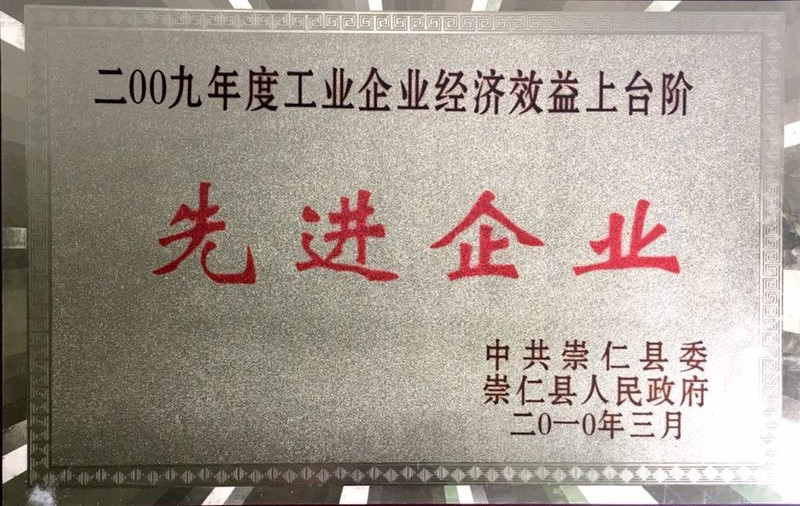 二00九年度工业企业经济效益上台阶
先进企业
中共崇仁县委
崇仁县人民政府
二0一0年三月